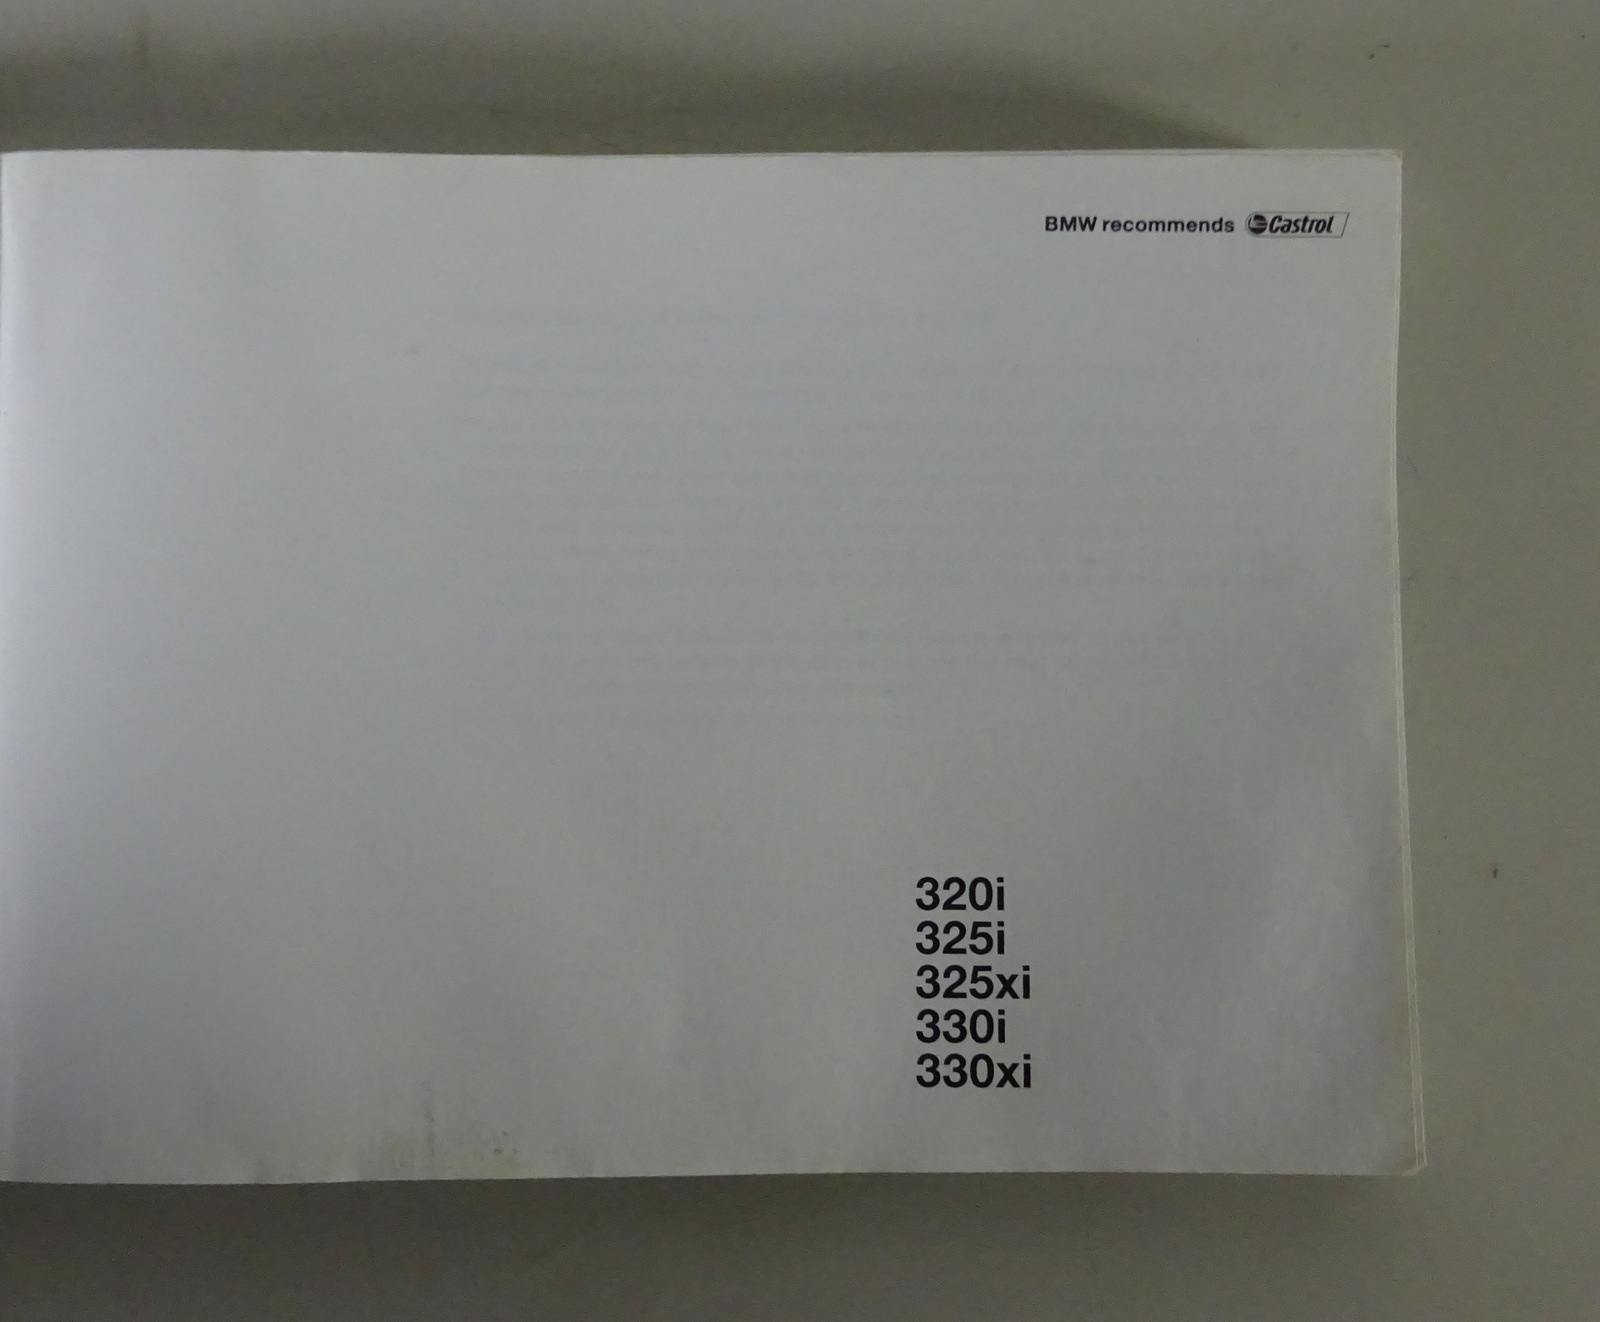 BMW recommends Castrol
320i
325i
325xi
330i
330xi